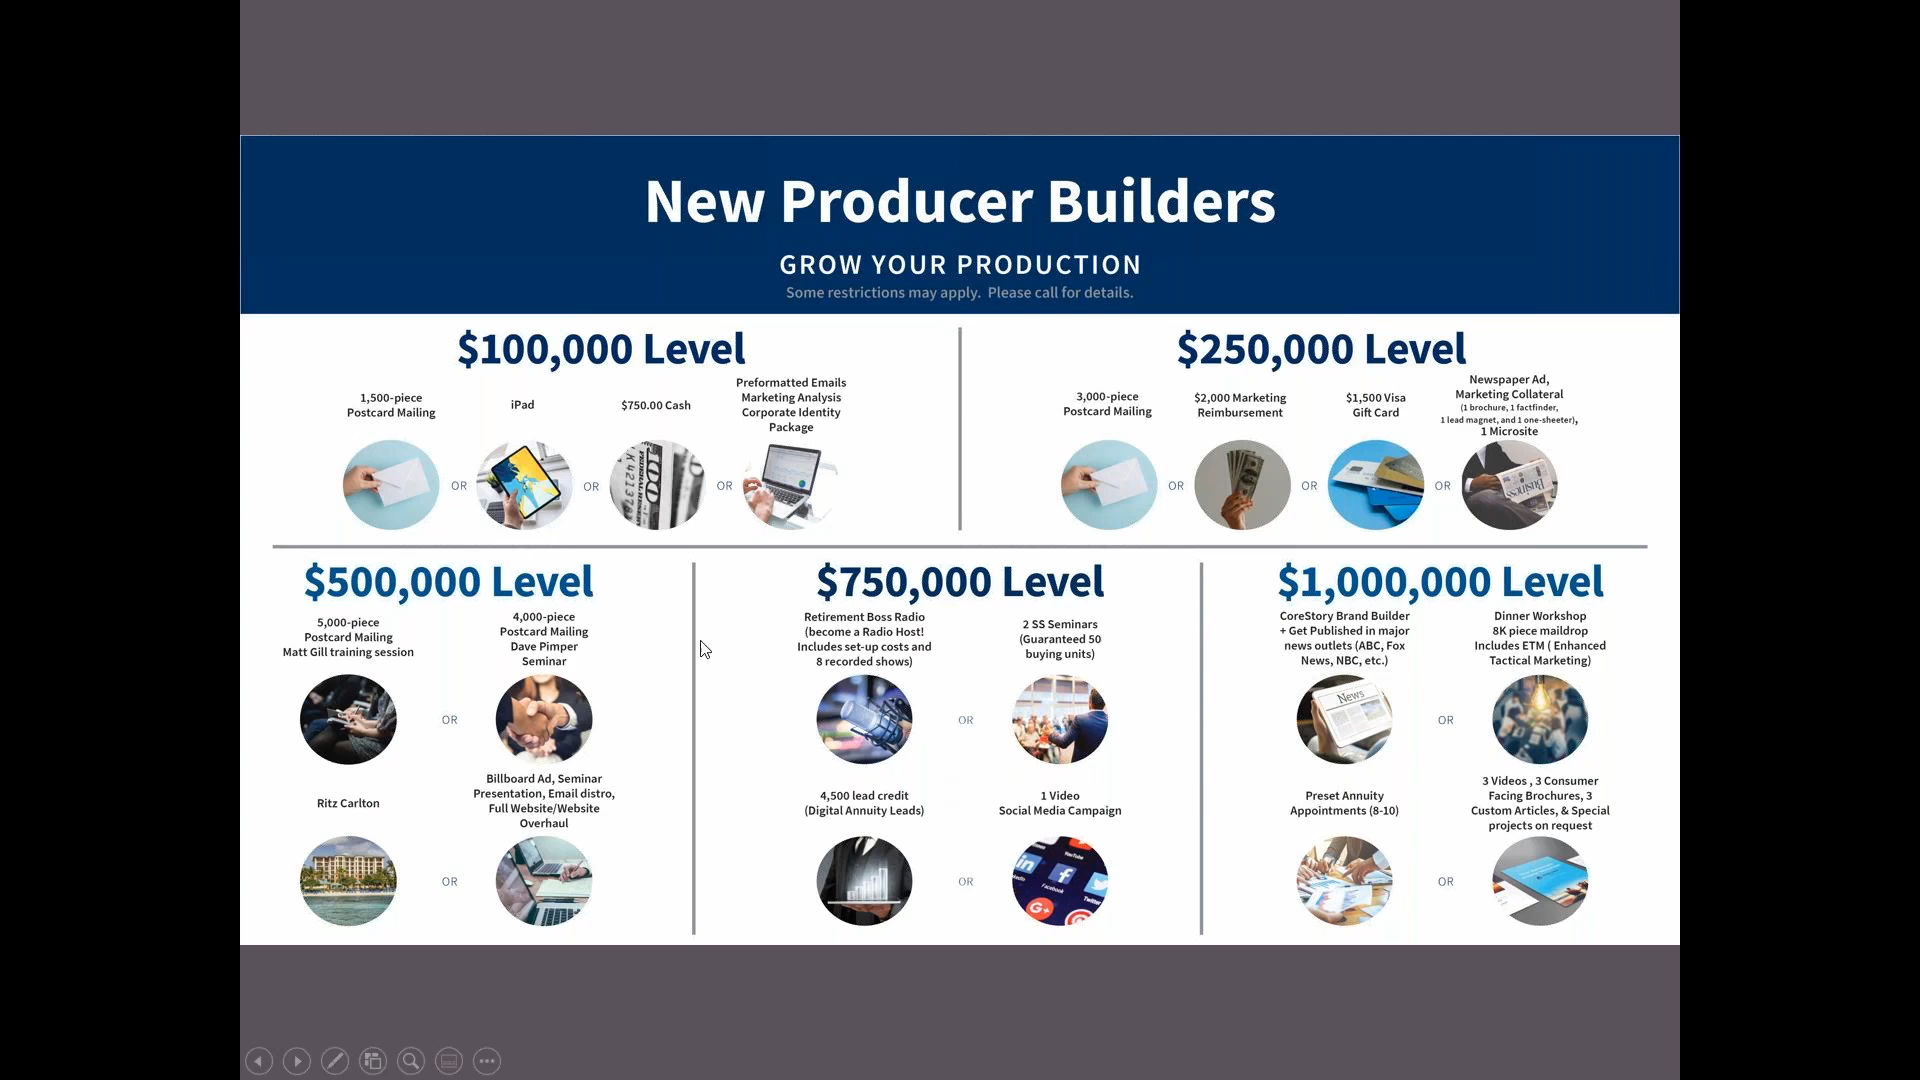 New Producer Builders
GROW YOUR PRODUCTION
Some restrictions may apply.  Please call for details.
$100,000 Level
1,500-piece
Postcard Mailing
OR
iPad
OR
$750.00 Cash
OR
Preformatted Emails
Marketing Analysis
Corporate Identity
Package
$250,000 Level
3,000-piece
Postcard Mailing
OR
$2,000 Marketing
Reimbursement
OR
$1,500 Visa
Gift Card
OR
Newspaper Ad,
Marketing Collateral
(1 brochure, 1 factfinder,
1 lead magnet, and 1 one-sheeter),
1 Microsite
Business
$500,000 Level
5,000-piece
Postcard Mailing
Matt Gill training session
OR
4,000-piece
Postcard Mailing
Dave Pimper
Seminar
Ritz Carlton
OR
Billboard Ad, Seminar
Presentation, Email distro,
Full Website/Website
Overhaul
$750,000 Level
Retirement Boss Radio
(become a Radio Host!
Includes set-up costs and
8 recorded shows)
OR
2 SS Seminars
(Guaranteed 50
buying units)
4,500 lead credit
(Digital Annuity Leads)
OR
1 Video
Social Media Campaign
YouTube
in
Facebook
Twitter
G+
$1,000,000 Level
CoreStory Brand Builder
+ Get Published in major
news outlets (ABC, Fox
News, NBC, etc.)
News
OR
Dinner Workshop
8K piece maildrop
Includes ETM ( Enhanced
Tactical Marketing)
Preset Annuity
Appointments (8-10)
OR
3 Videos , 3 Consumer
Facing Brochures, 3
Custom Articles, & Special
projects on request